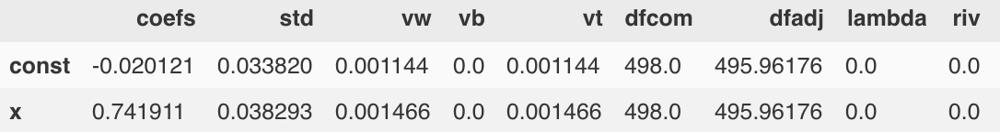 coefs std vw vb vt dfcom dfadj lambda riv
const -0.020121 0.033820 0.001144 0.0 0.001144 498.0 495.96176 0.0 0.0
x 0.741911 0.038293 0.001466 0.0 0.001466 498.0 495.96176 0.0 0.0